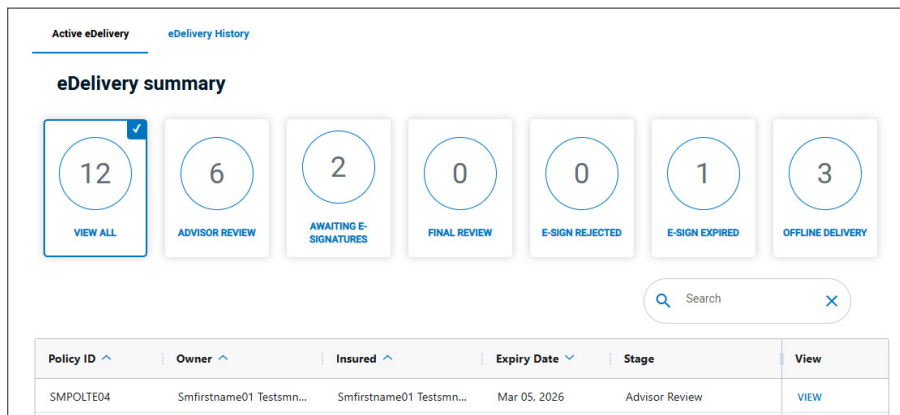 Active eDelivery eDelivery History
eDelivery summary
12 6 2 0 0 1 3
VIEW ALL ADVISOR REVIEW AWAITING E- FINAL REVIEW E-SIGN REJECTED E-SIGN EXPIRED OFFLINE DELIVERY
SIGNATURES
Search
Policy ID Owner Insured Expiry Date Stage View
SMPOLTE04 Smfirstname01 Testsmn... Smfirstname01 Testsmn... Mar 05, 2026 Advisor Review VIEW